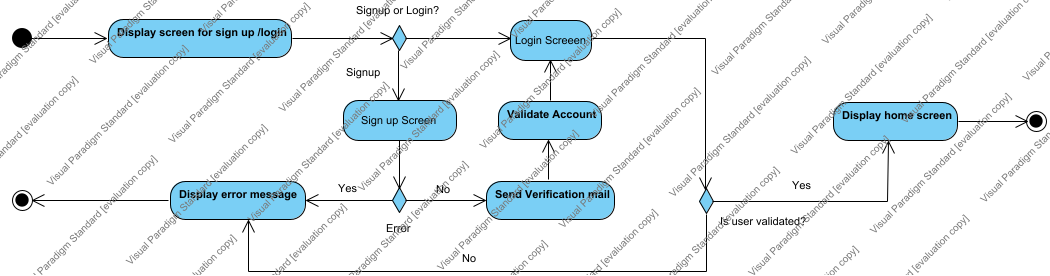 Signup or Login?
Display screen for sign up /login
Login Screeen
Signup
Sign up Screen
Validate Account
Display home screen
Display error message
Yes
No
Send Verification mail
Yes
Error
Is user validated?
No
Visual Paradigm Standard [evaluation copy]